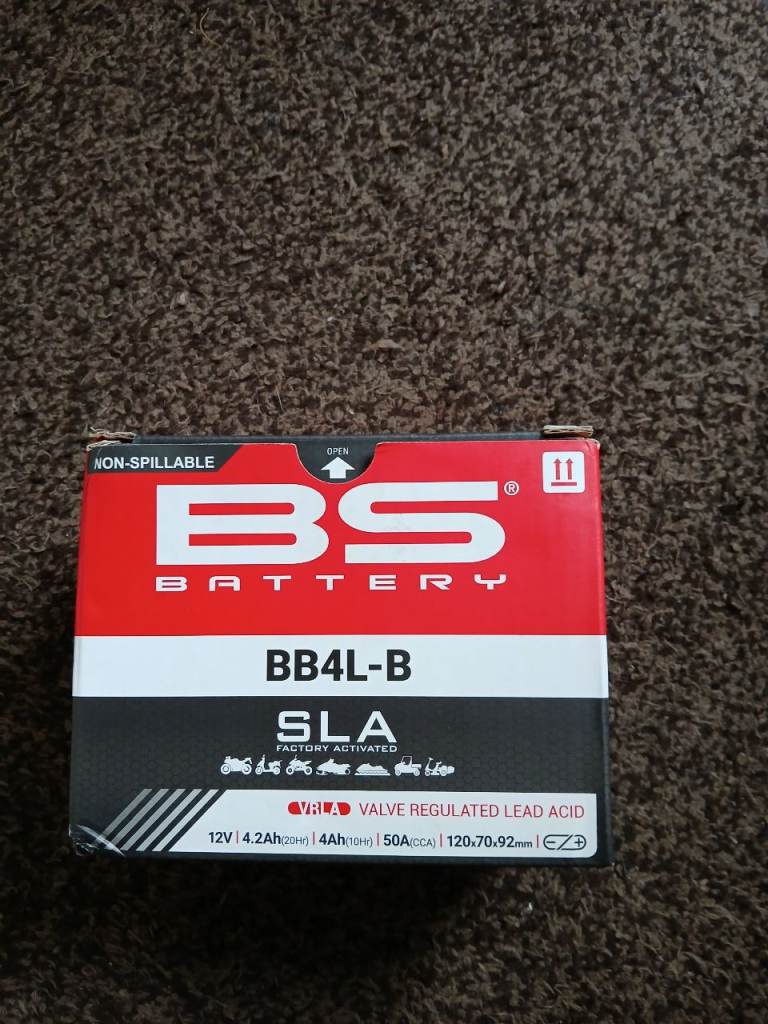 OPEN
NON-SPILLABLE
BS®
BATTERY
BB4L-B
SLA
FACTORY ACTIVATED
VRLA VALVE REGULATED LEAD ACID
12V | 4.2Ah(20Hr) | 4Ah(10Hr) | 50A(CCA) | 120x70x92mm |